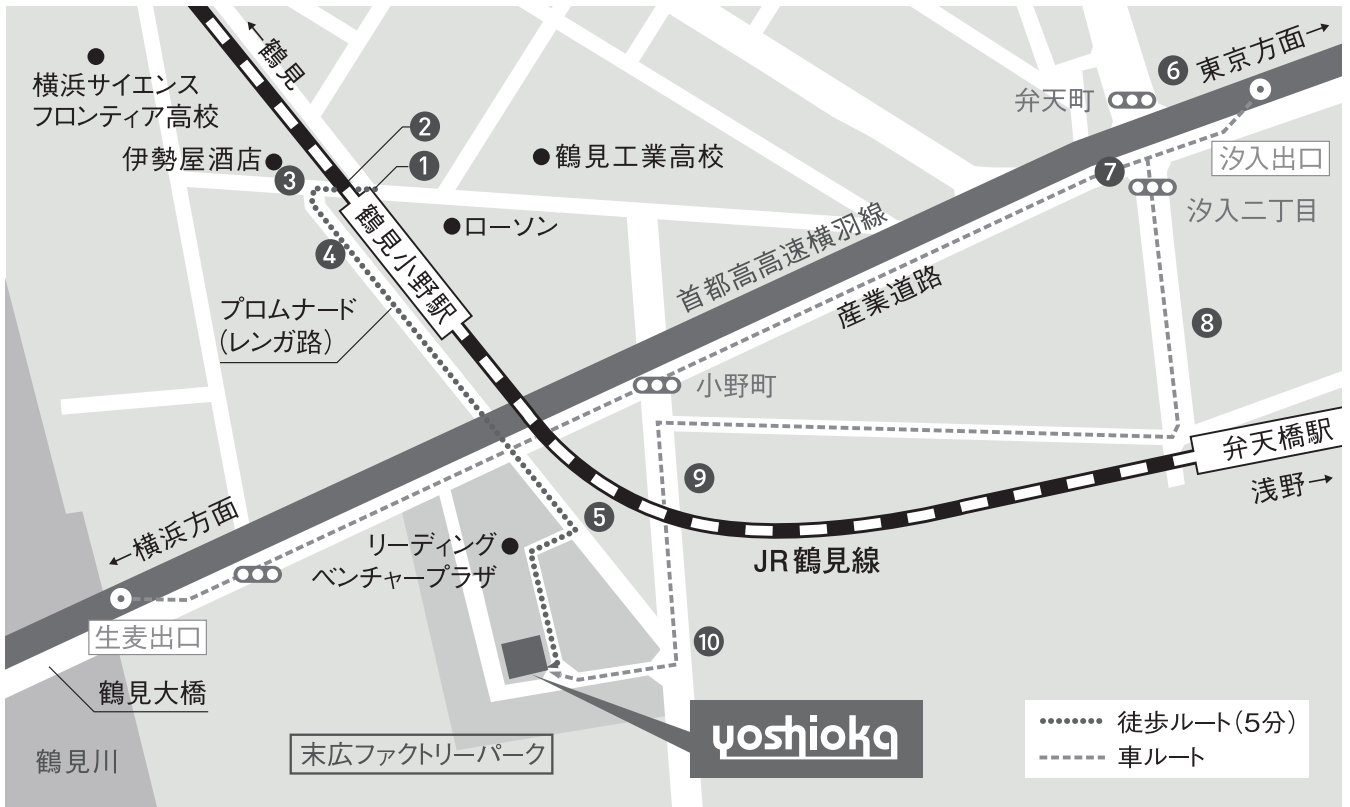 ↑鶴見
6
東京方面→
横浜サイエンス
フロンティア高校
弁天町
2
伊勢屋酒店
1
鶴見工業高校
汐入出口
3
7
汐入二丁目
ローソン
4
鶴見小野駅
首都高高速横羽線
産業道路
プロムナード
(レンガ路)
8
小野町
弁天橋駅
9
浅野→
←横浜方面
5
リーディング
ベンチャープラザ
JR鶴見線
生麦出口
10
鶴見大橋
yoshioka
徒歩ルート(5分)
車ルート
末広ファクトリーパーク
鶴見川